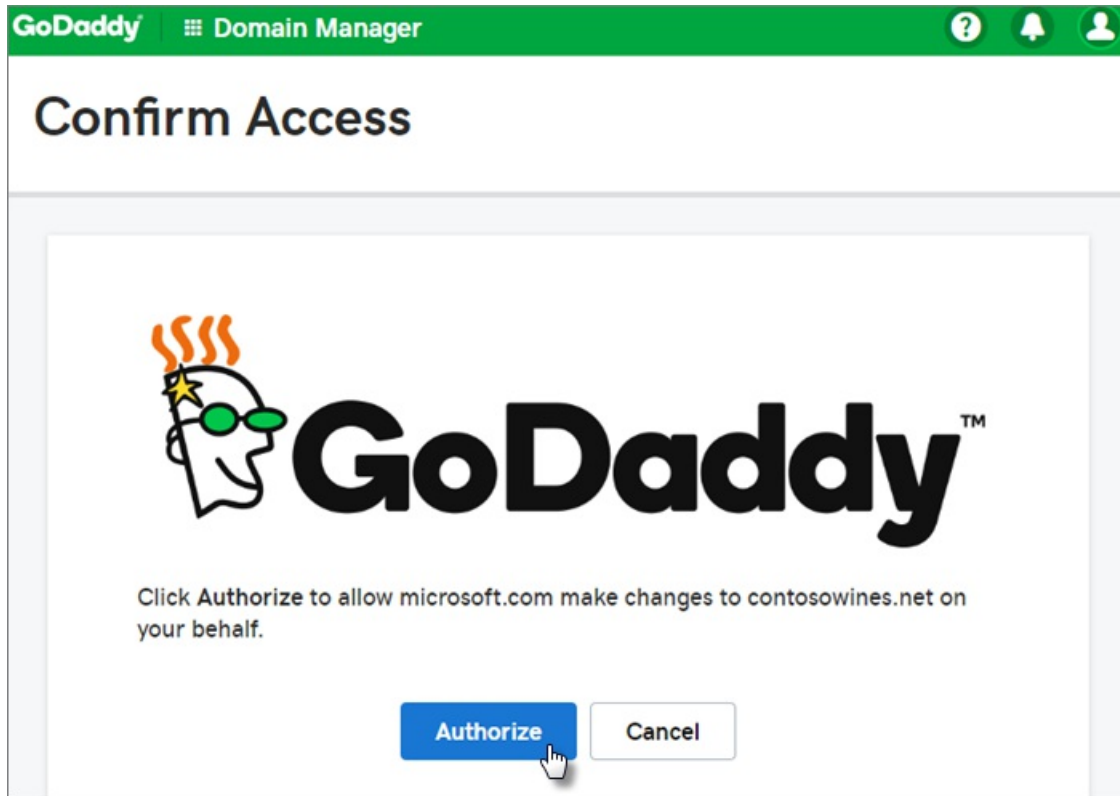 GoDaddy Domain Manager
Confirm Access
GoDaddy™
Click Authorize to allow microsoft.com make changes to contosowines.net on
your behalf.
Authorize Cancel